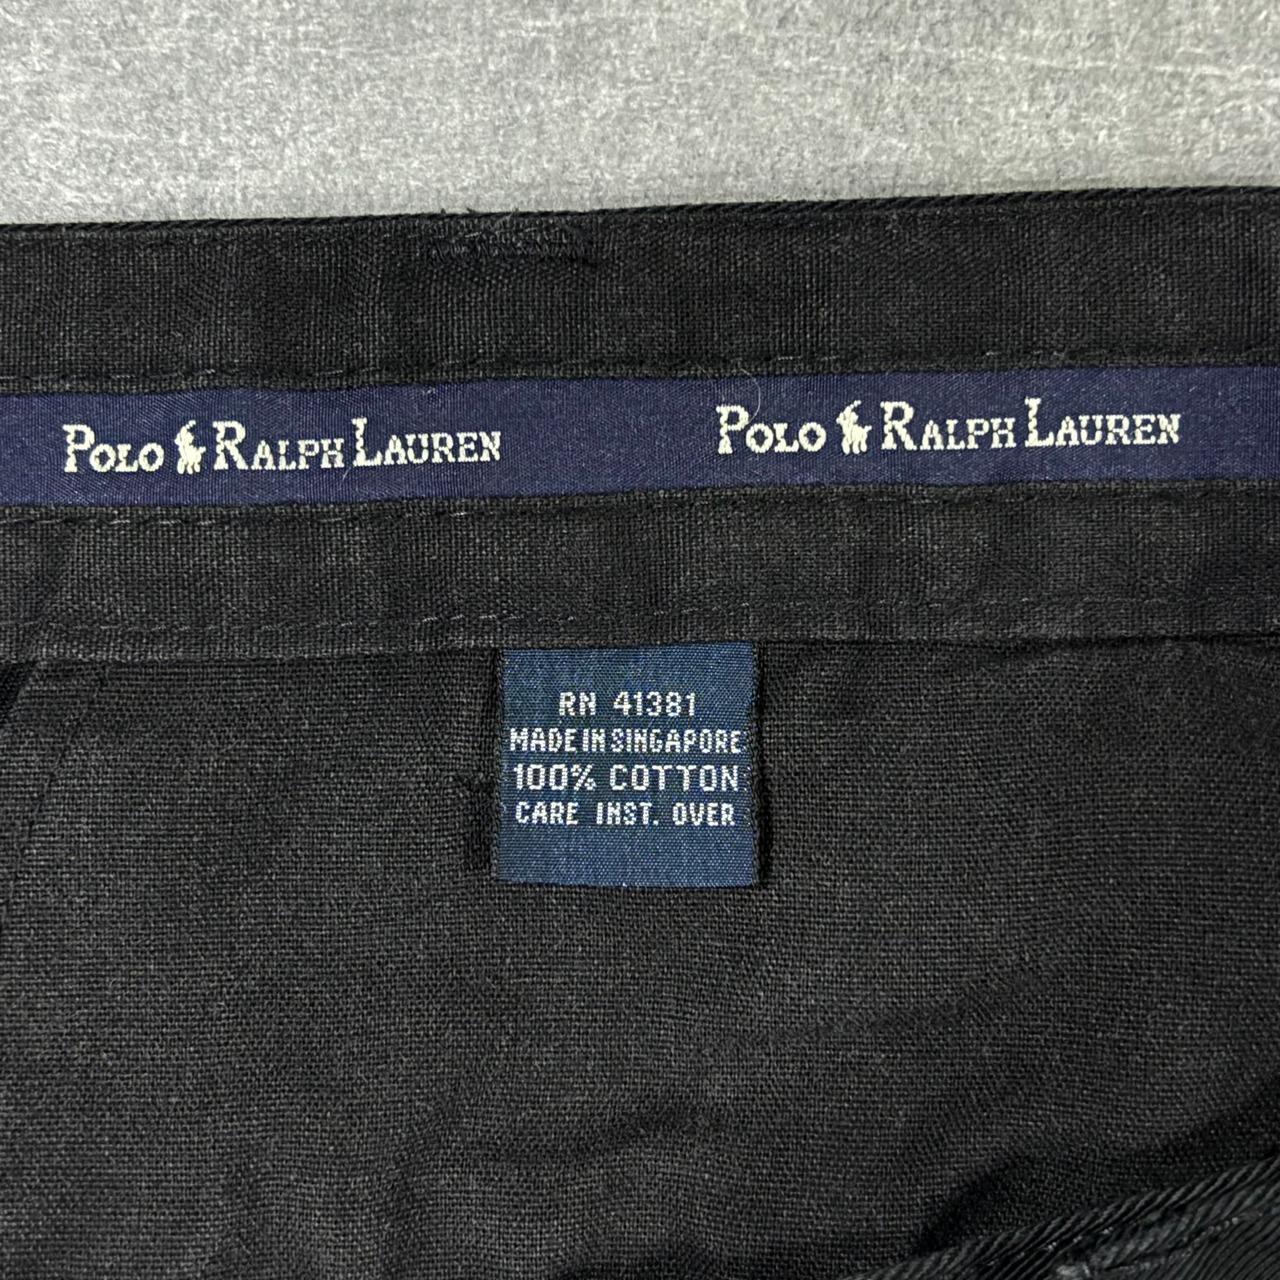 POLO RALPH LAUREN POLO RALPH LAUREN
RN 41381
MADE IN SINGAPORE
100% COTTON
CARE INST. OVER